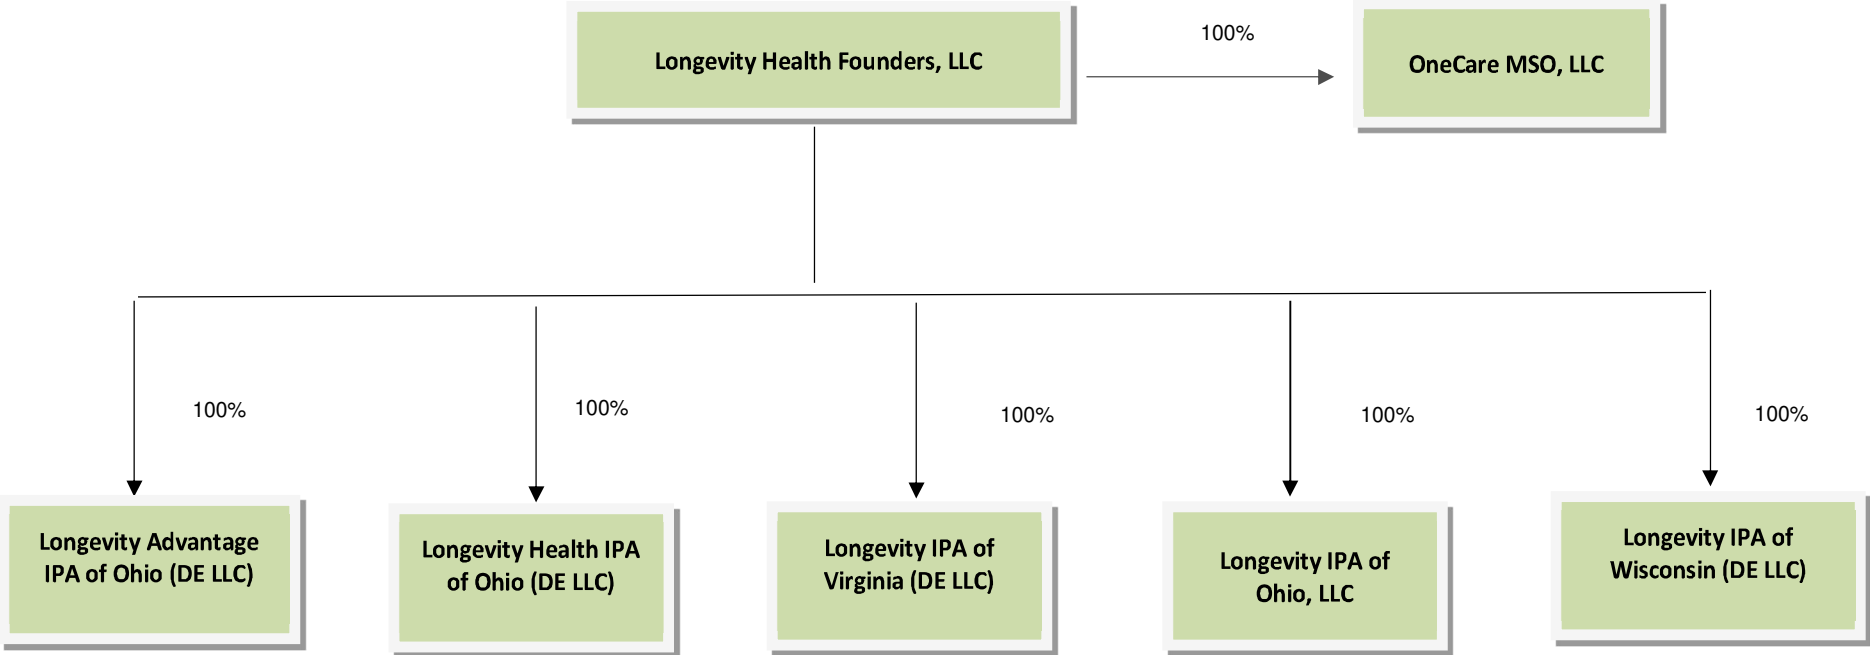 Longevity Health Founders, LLC
100%
OneCare MSO, LLC
100%
100%
100%
100%
100%
Longevity Advantage
IPA of Ohio (DE LLC)
Longevity Health IPA
of Ohio (DE LLC)
Longevity IPA of
Virginia (DE LLC)
Longevity IPA of
Ohio, LLC
Longevity IPA of
Wisconsin (DE LLC)